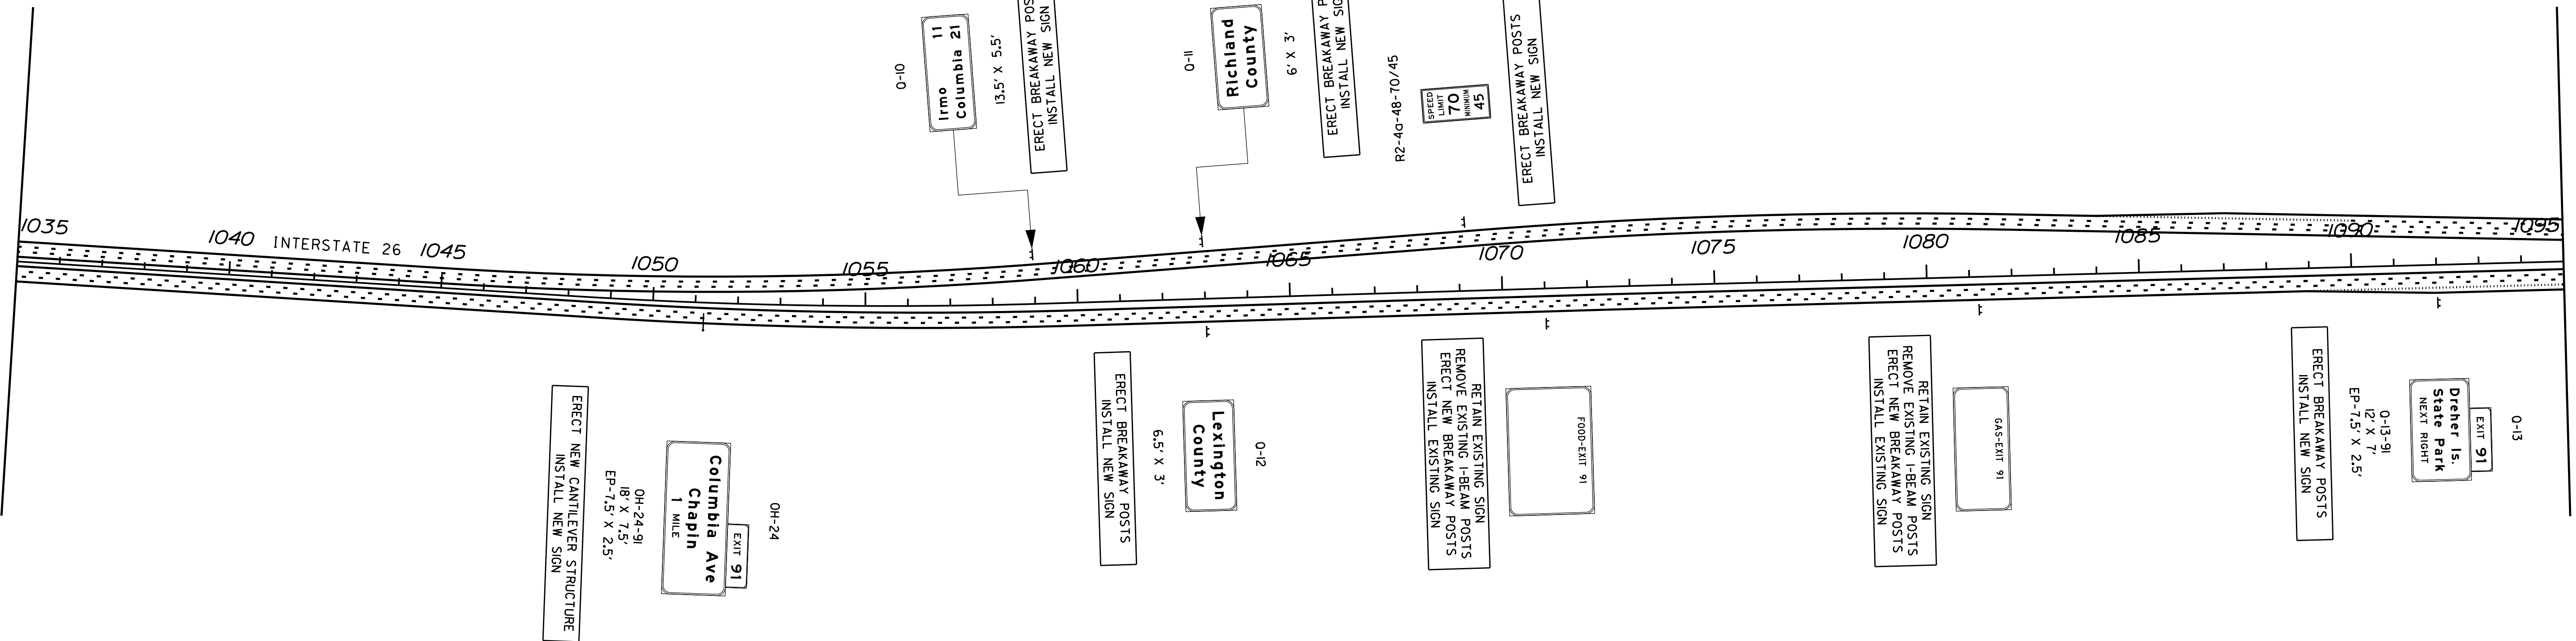 O-10
Irmo 11
Columbia 21
13.5' X 5.5'
ERECT BREAKAWAY POS
INSTALL NEW SIGN
O-11
Richland
County
6' X 3'
ERECT BREAKAWAY P
INSTALL NEW SIG
R2-4a-48-70/45
SPEED
LIMIT
70
MINIMUM
45
ERECT BREAKAWAY POSTS
INSTALL NEW SIGN
1035
1040
INTERSTATE 26
1045
1050
1055
1060
1065
1070
1075
1080
1085
1090
1095
ERECT NEW CANTILEVER STRUCTURE
INSTALL NEW SIGN
OH-24-91
18' X 7.5'
EP-7.5' X 2.5'
EXIT 91
Columbia Ave
Chapin
1 MILE
OH-24
ERECT BREAKAWAY POSTS
INSTALL NEW SIGN
6.5' X 3'
Lexington
County
O-12
RETAIN EXISTING SIGN
REMOVE EXISTING I-BEAM POSTS
ERECT NEW BREAKAWAY POSTS
INSTALL EXISTING SIGN
FOOD-EXIT 91
RETAIN EXISTING SIGN
REMOVE EXISTING I-BEAM POSTS
ERECT NEW BREAKAWAY POSTS
INSTALL EXISTING SIGN
GAS-EXIT 91
ERECT BREAKAWAY POSTS
INSTALL NEW SIGN
O-13-91
12' X 7'
EP-7.5' X 2.5'
EXIT 91
Dreher Is.
State Park
NEXT RIGHT
O-13